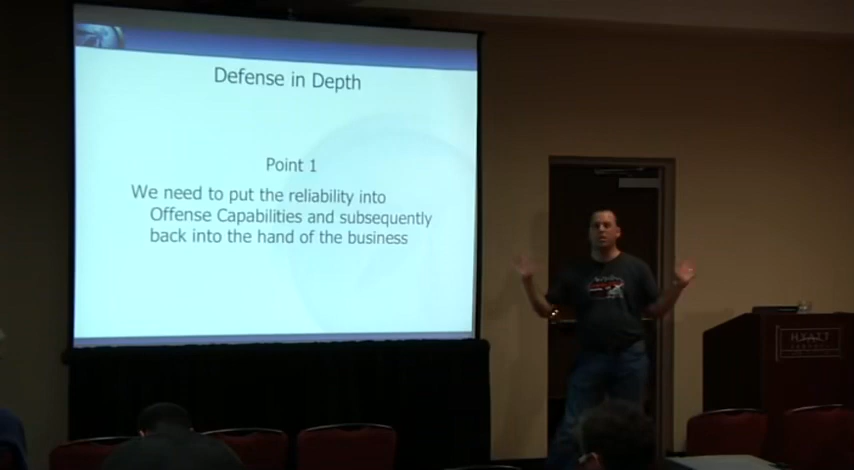 Defense in Depth
Point 1
We need to put the reliability into
Offense Capabilities and subsequently
back into the hand of the business
HYATT